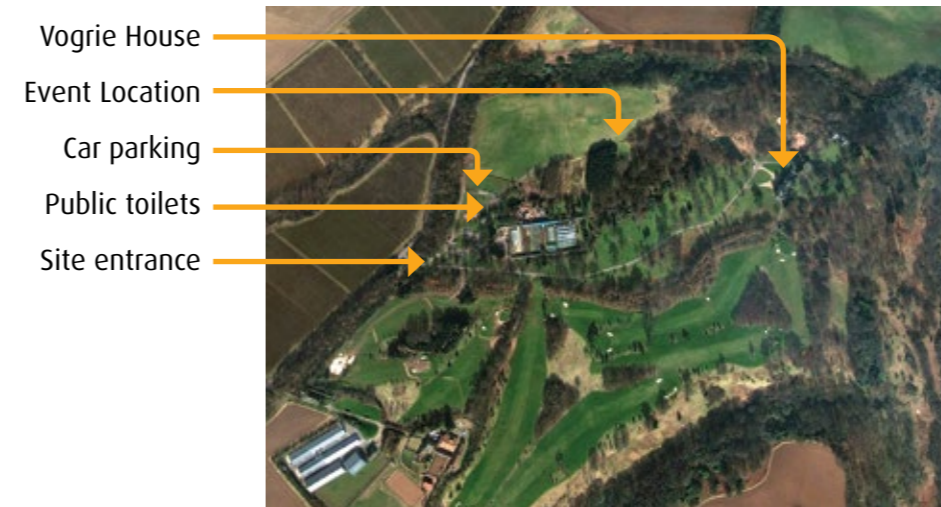 Vogrie House
Event Location
Car parking
Public toilets
Site entrance